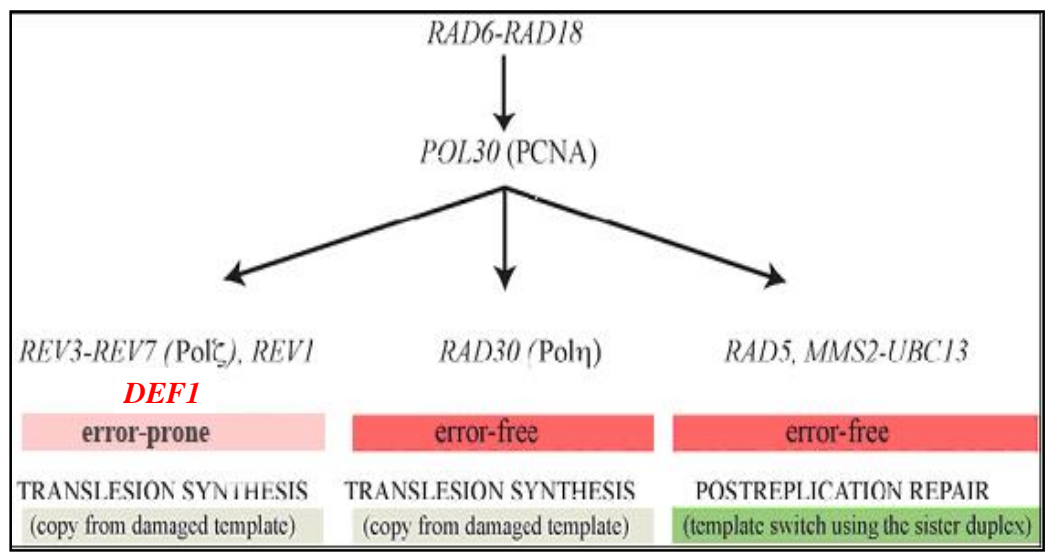 RAD6-RAD18
POL30 (PCNA)
REV3-REV7 (Polζ), REV1
RAD30 (Polη)
RAD5, MMS2-UBC13
DEF1
error-prone
error-free
error-free
TRANSLESION SYNTHESIS
TRANSLESION SYNTHESIS
POSTREPLICATION REPAIR
(copy from damaged template)
(copy from damaged template)
(template switch using the sister duplex)